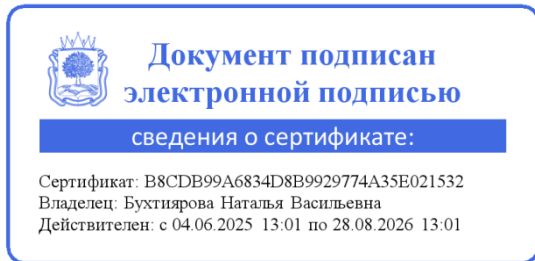 Документ подписан
электронной подписью
сведения о сертификате:
Сертификат: B8CDB99A6834D8B9929774A35E021532
Владелец: Бухтиярова Наталья Васильевна
Действителен: с 04.06.2025 13:01 по 28.08.2026 13:01